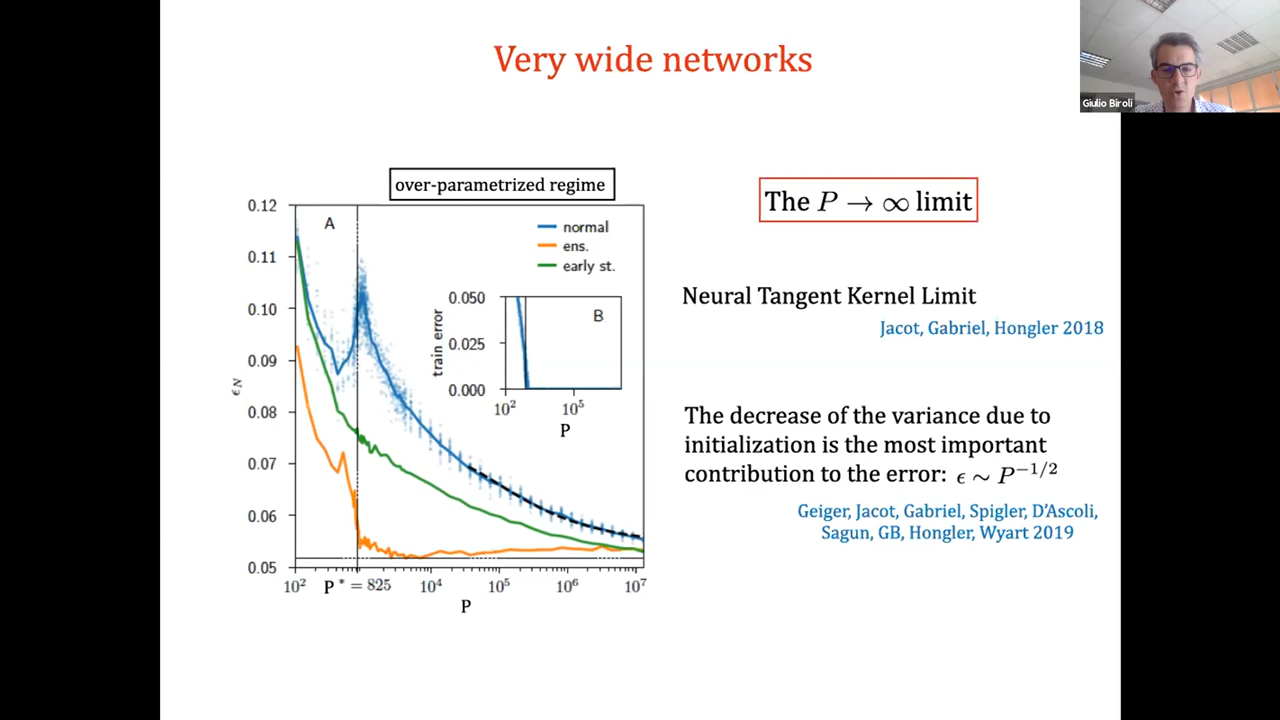 Very wide networks
Giulio Biroli
over-parametrized regime
0.12
0.11
0.10
0.09
0.08
0.07
0.06
0.05
ϵ_N
A
normal
ens.
early st.
0.050
0.025
0.000
train error
B
10² 10⁵
P
10² P* = 825 10⁴ 10⁵ 10⁶ 10⁷
P
The P → ∞ limit
Neural Tangent Kernel Limit
Jacot, Gabriel, Hongler 2018
The decrease of the variance due to
initialization is the most important
contribution to the error: ϵ ∼ P^{-1/2}
Geiger, Jacot, Gabriel, Spigler, D'Ascoli,
Sagun, GB, Hongler, Wyart 2019